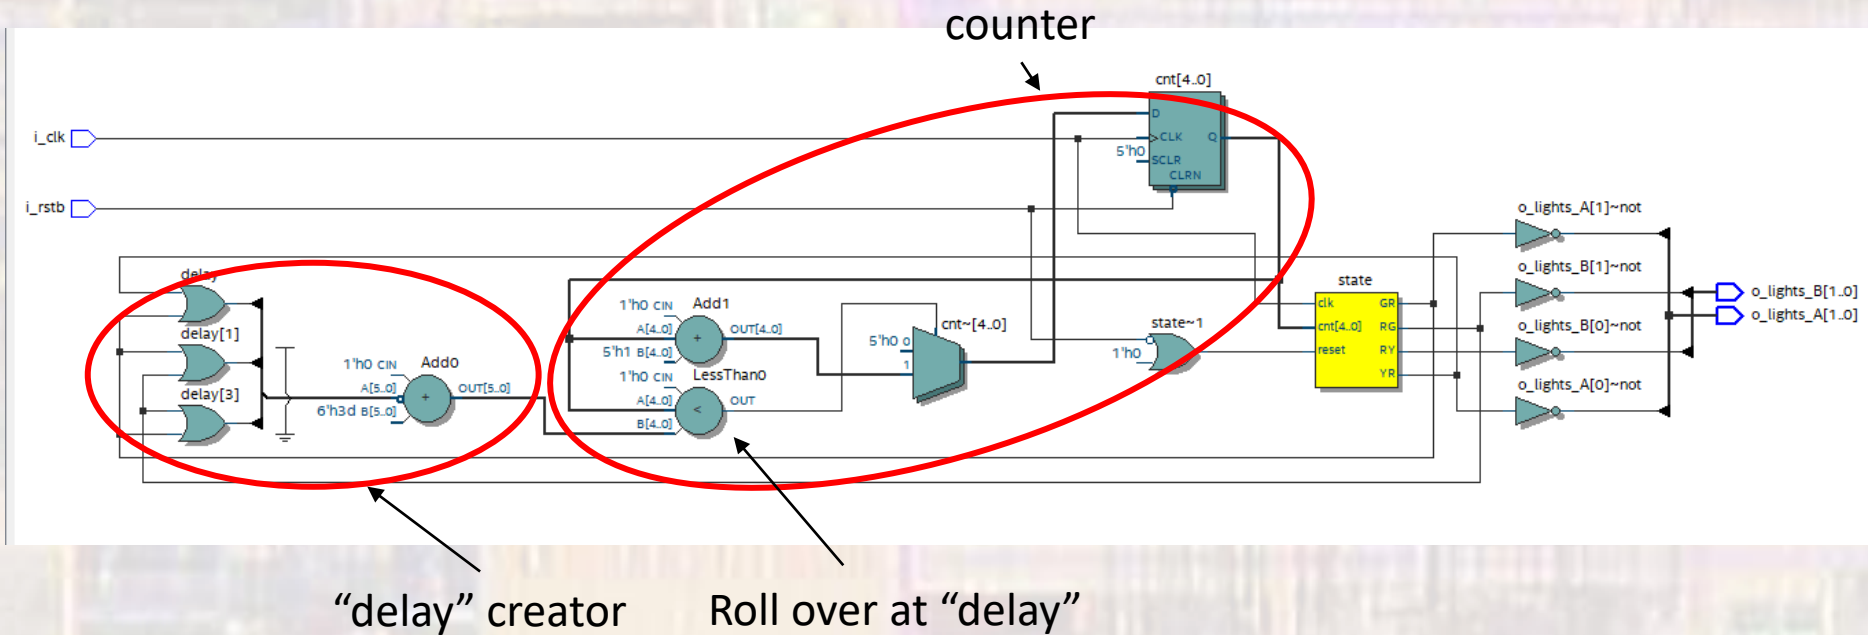 counter
cnt[4..0]
i_clk
D
CLK
Q
5'h0
SCLR
CLRN
i_rstb
o_lights_A[1]~not
delay
o_lights_B[1]~not
state
1'h0 CIN
Add1
clk
GR
o_lights_B[1..0]
A[4..0]
+
OUT[4..0]
cnt~[4..0]
state~1
cnt[4..0]
RG
o_lights_B[0]~not
o_lights_A[1..0]
delay[1]
5'h1 B[4..0]
5'h0 0
1'h0
reset
RY
1'h0 CIN
Add0
1'h0 CIN
LessThan0
1
YR
o_lights_A[0]~not
delay[3]
A[5..0]
+
OUT[5..0]
A[4..0]
<
OUT
6'h3d B[5..0]
B[4..0]
“delay” creator
Roll over at “delay”